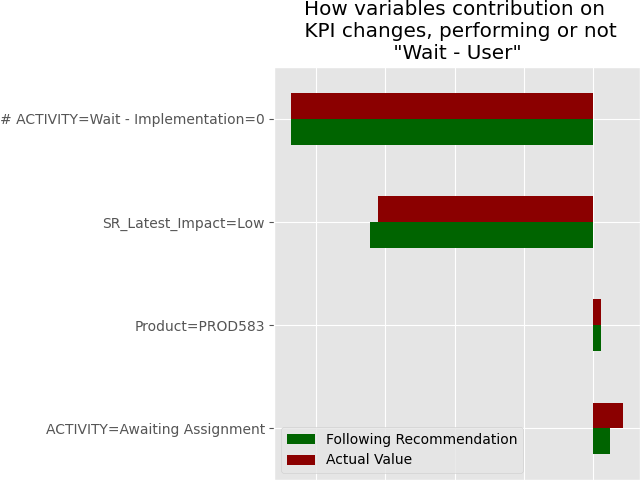 How variables contribution on
KPI changes, performing or not
"Wait - User"
# ACTIVITY=Wait - Implementation=0
SR_Latest_Impact=Low
Product=PROD583
ACTIVITY=Awaiting Assignment
Following Recommendation
Actual Value